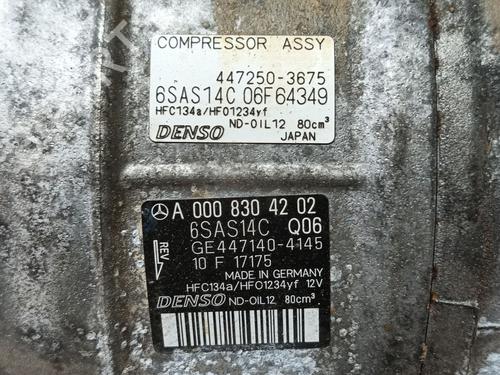 COMPRESSOR ASSY
447250-3675
6SAS14C 06F64349
HFC134a/HFO1234yf
DENSO ND-OIL12 80cm³
JAPAN
A 000 830 42 02
6SAS14C Q06
GE447140-4145
REV
10 F 17175
MADE IN GERMANY
HFC134a/HFO1234yf 12V
DENSO ND-OIL12 80cm³